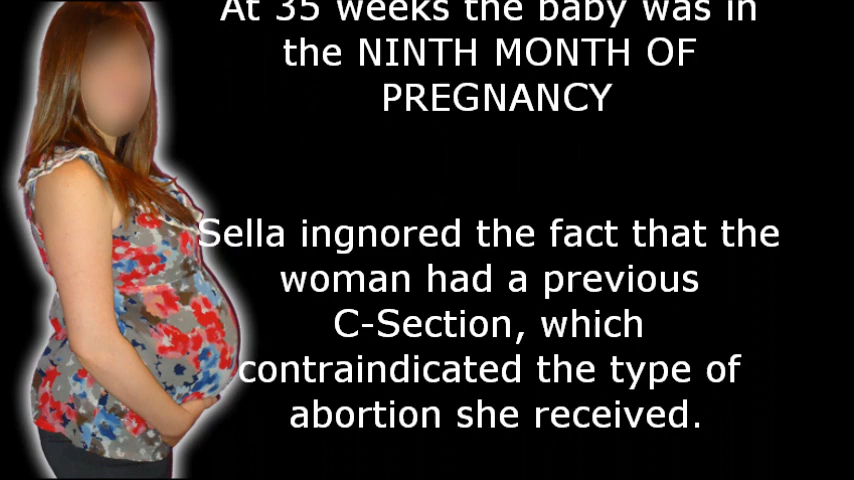 At 35 weeks the baby was in
the NINTH MONTH OF
PREGNANCY
Sella ingnored the fact that the
woman had a previous
C-Section, which
contraindicated the type of
abortion she received.